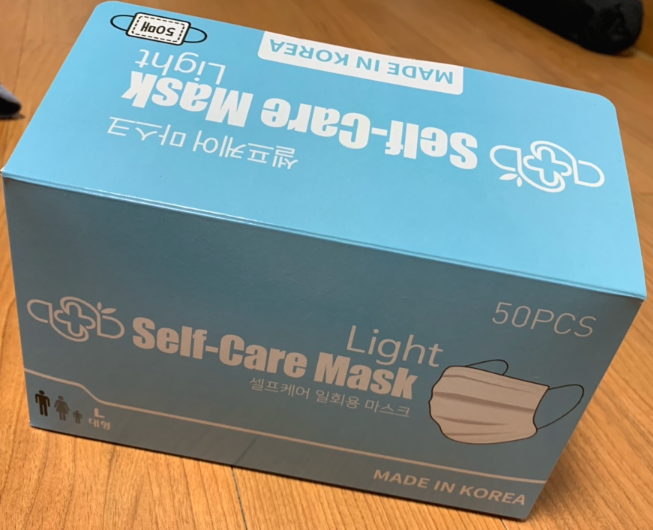 50매
MADE IN KOREA
Light
Self-Care Mask
셀프케어 마스크
50PCS
Light
Self-Care Mask
셀프케어 일회용 마스크
L
대형
MADE IN KOREA